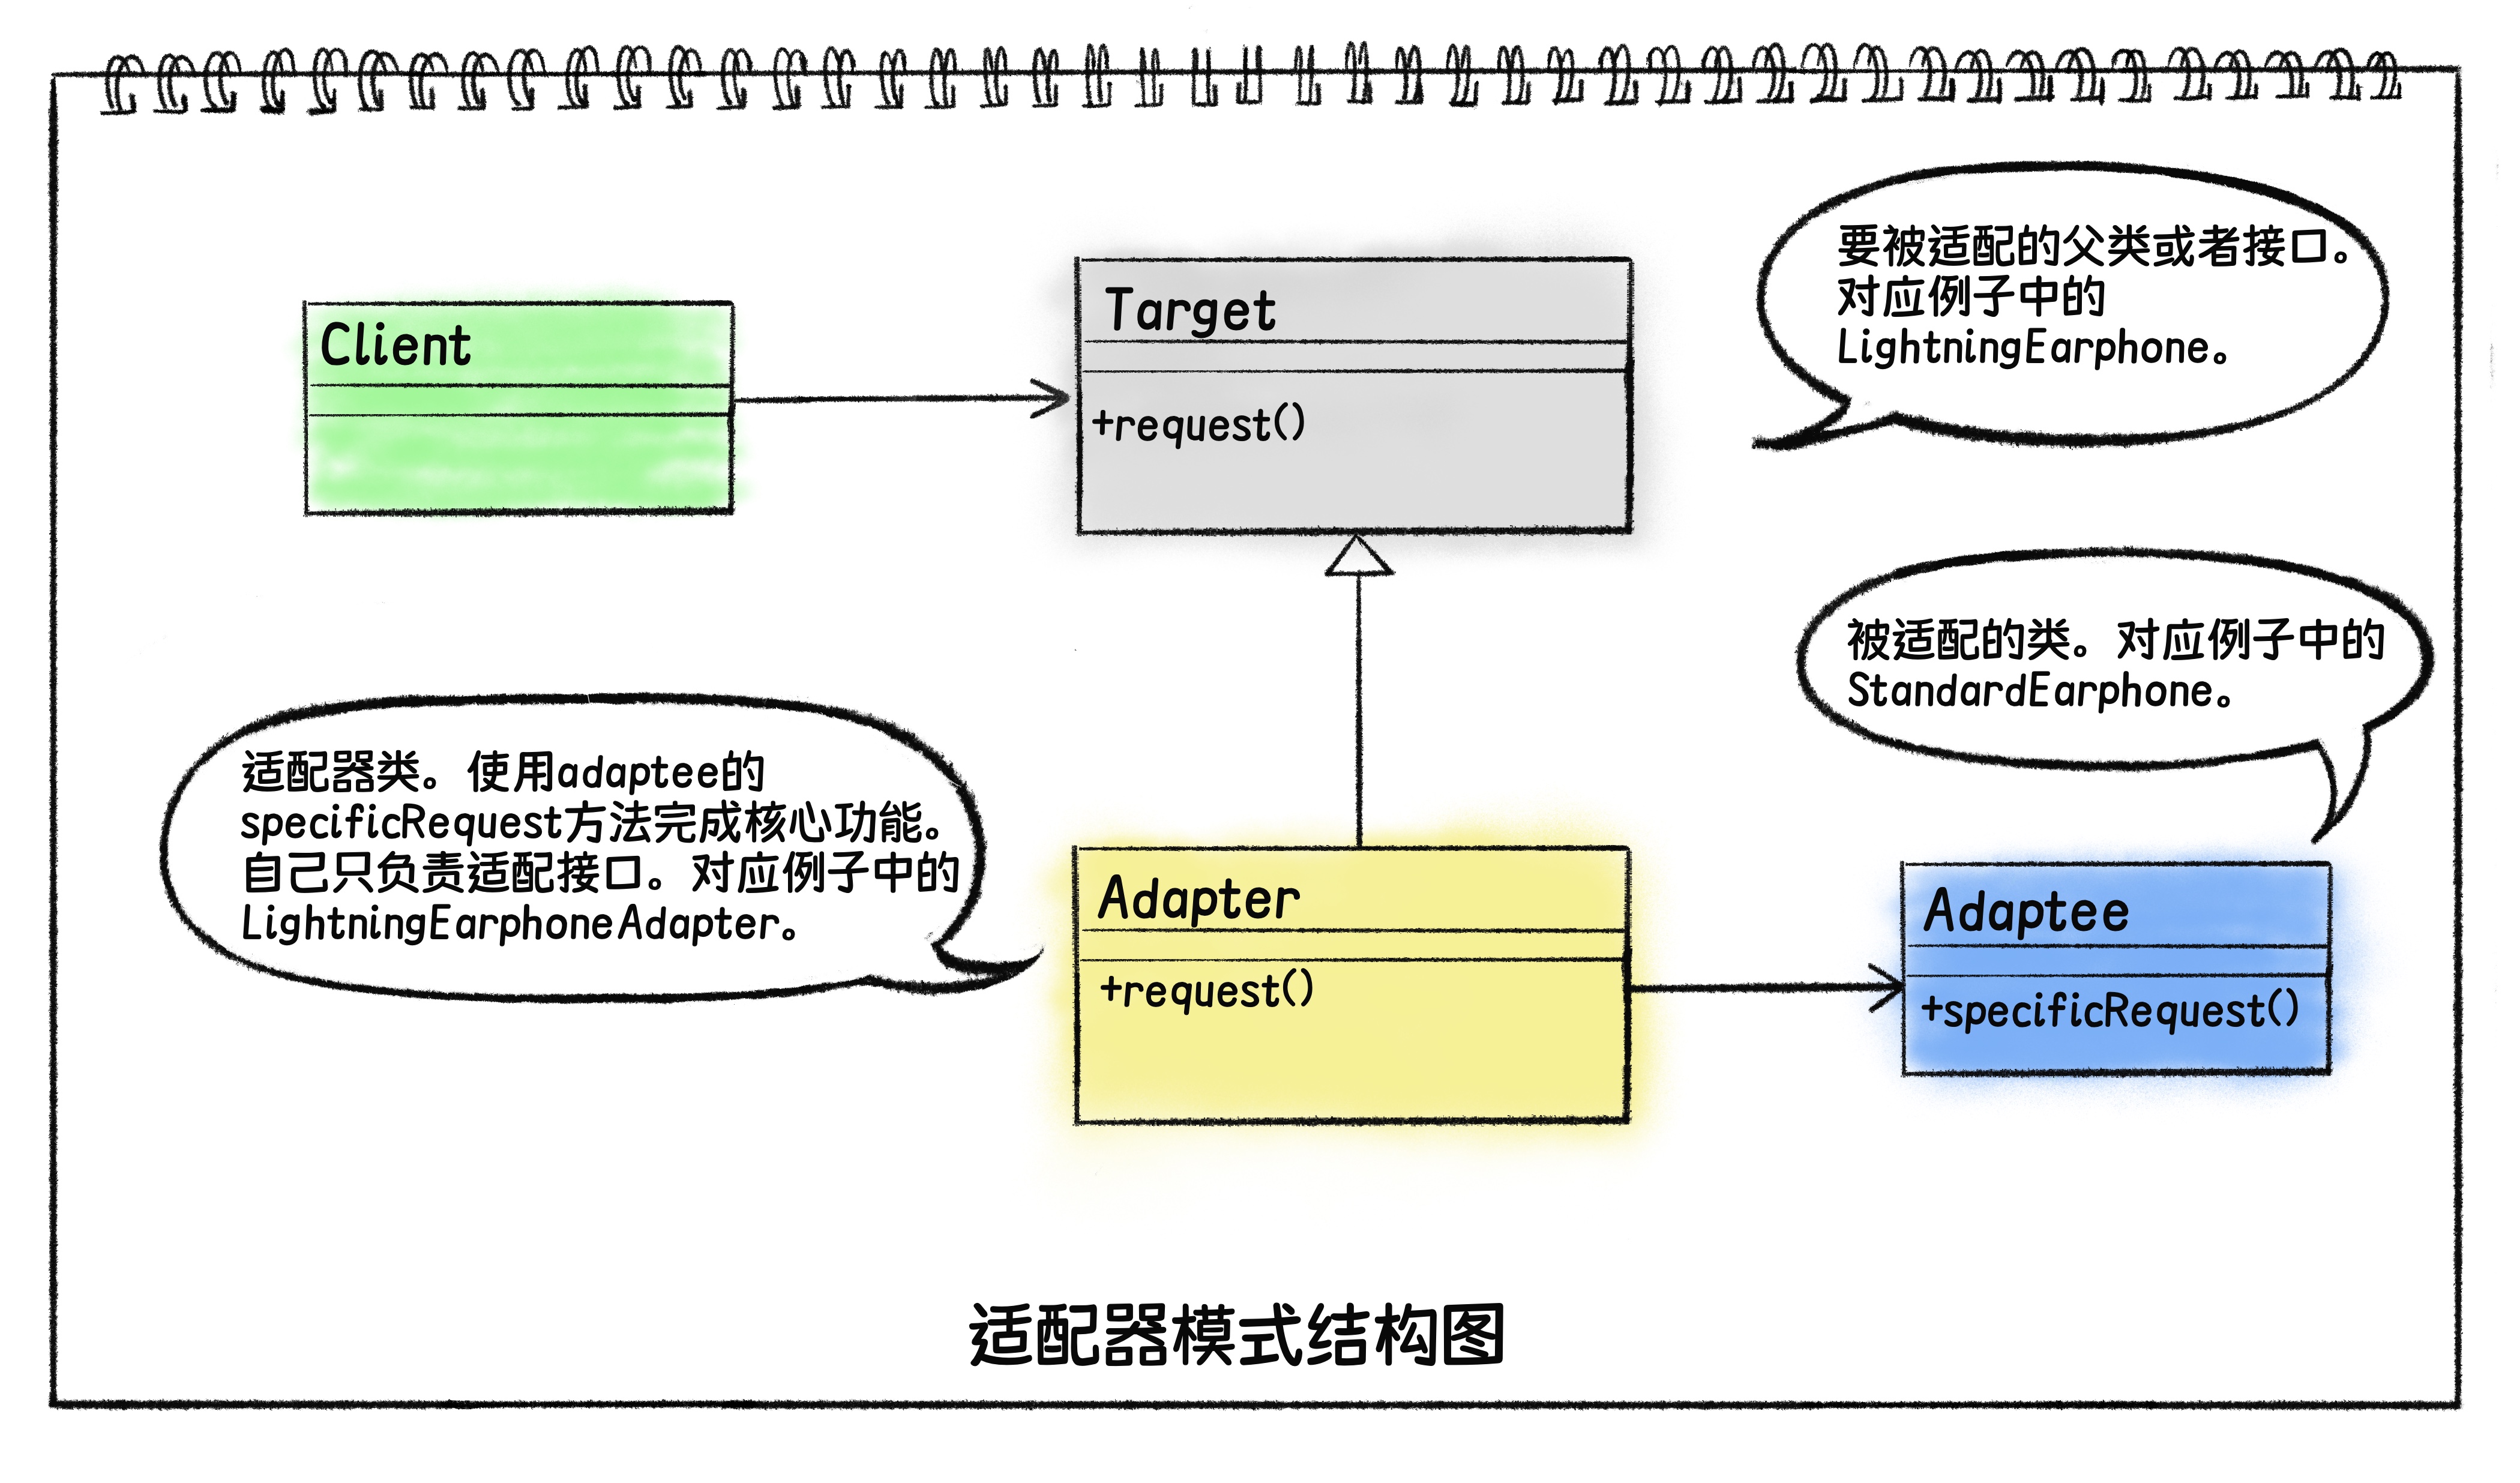 要被适配的父类或者接口。
对应例子中的
LightningEarphone。
Client
Target
+request()
被适配的类。对应例子中的
StandardEarphone。
适配器类。使用adaptee的
specificRequest方法完成核心功能。
自己只负责适配接口。对应例子中的
LightningEarphoneAdapter。
Adapter
+request()
Adaptee
+specificRequest()
适配器模式结构图